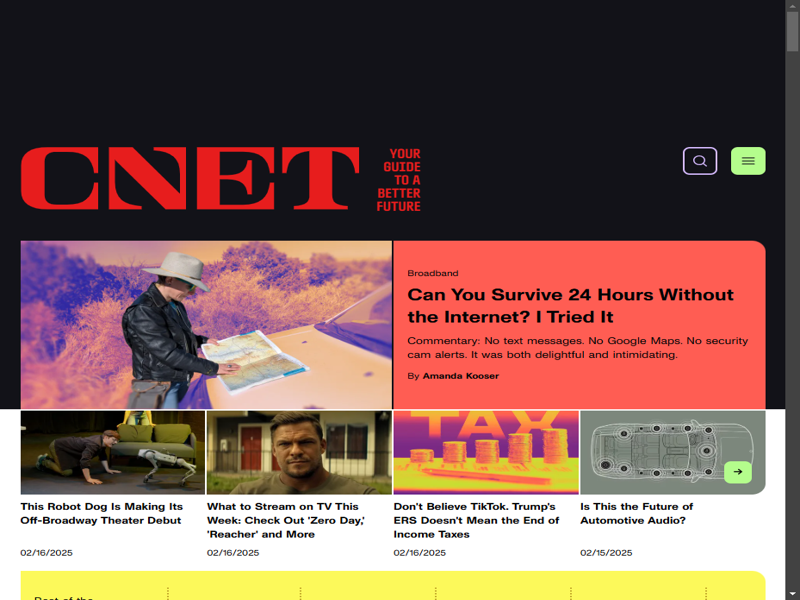 CNET
YOUR
GUIDE
TO A
BETTER
FUTURE
Broadband
Can You Survive 24 Hours Without
the Internet? I Tried It
Commentary: No text messages. No Google Maps. No security
cam alerts. It was both delightful and intimidating.
By Amanda Kooser
TAX
This Robot Dog Is Making Its
Off-Broadway Theater Debut
02/16/2025
What to Stream on TV This
Week: Check Out 'Zero Day,'
'Reacher' and More
02/16/2025
Don't Believe TikTok. Trump's
ERS Doesn't Mean the End of
Income Taxes
02/16/2025
Is This the Future of
Automotive Audio?
02/15/2025
Best of the